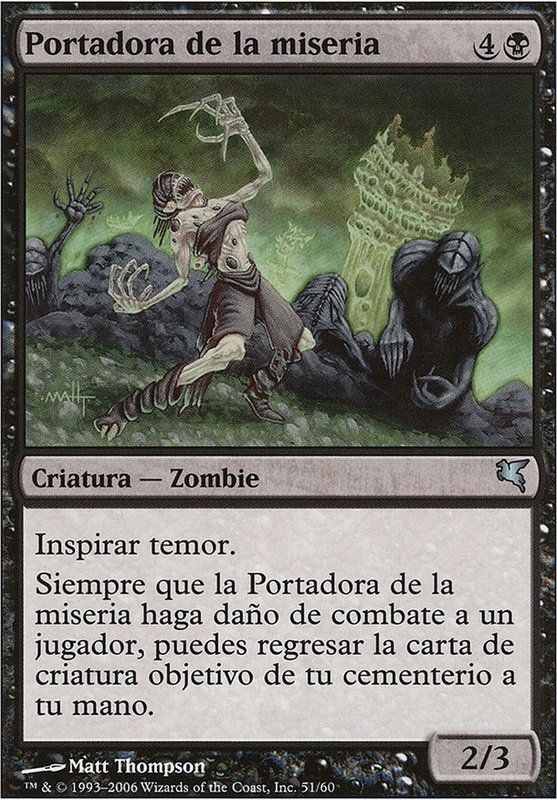 Portadora de la miseria 4
MATT
Criatura — Zombie
Inspirar temor.
Siempre que la Portadora de la
miseria haga daño de combate a un
jugador, puedes regresar la carta de
criatura objetivo de tu cementerio a
tu mano.
2/3
Matt Thompson
™ & © 1993–2006 Wizards of the Coast, Inc. 51/60